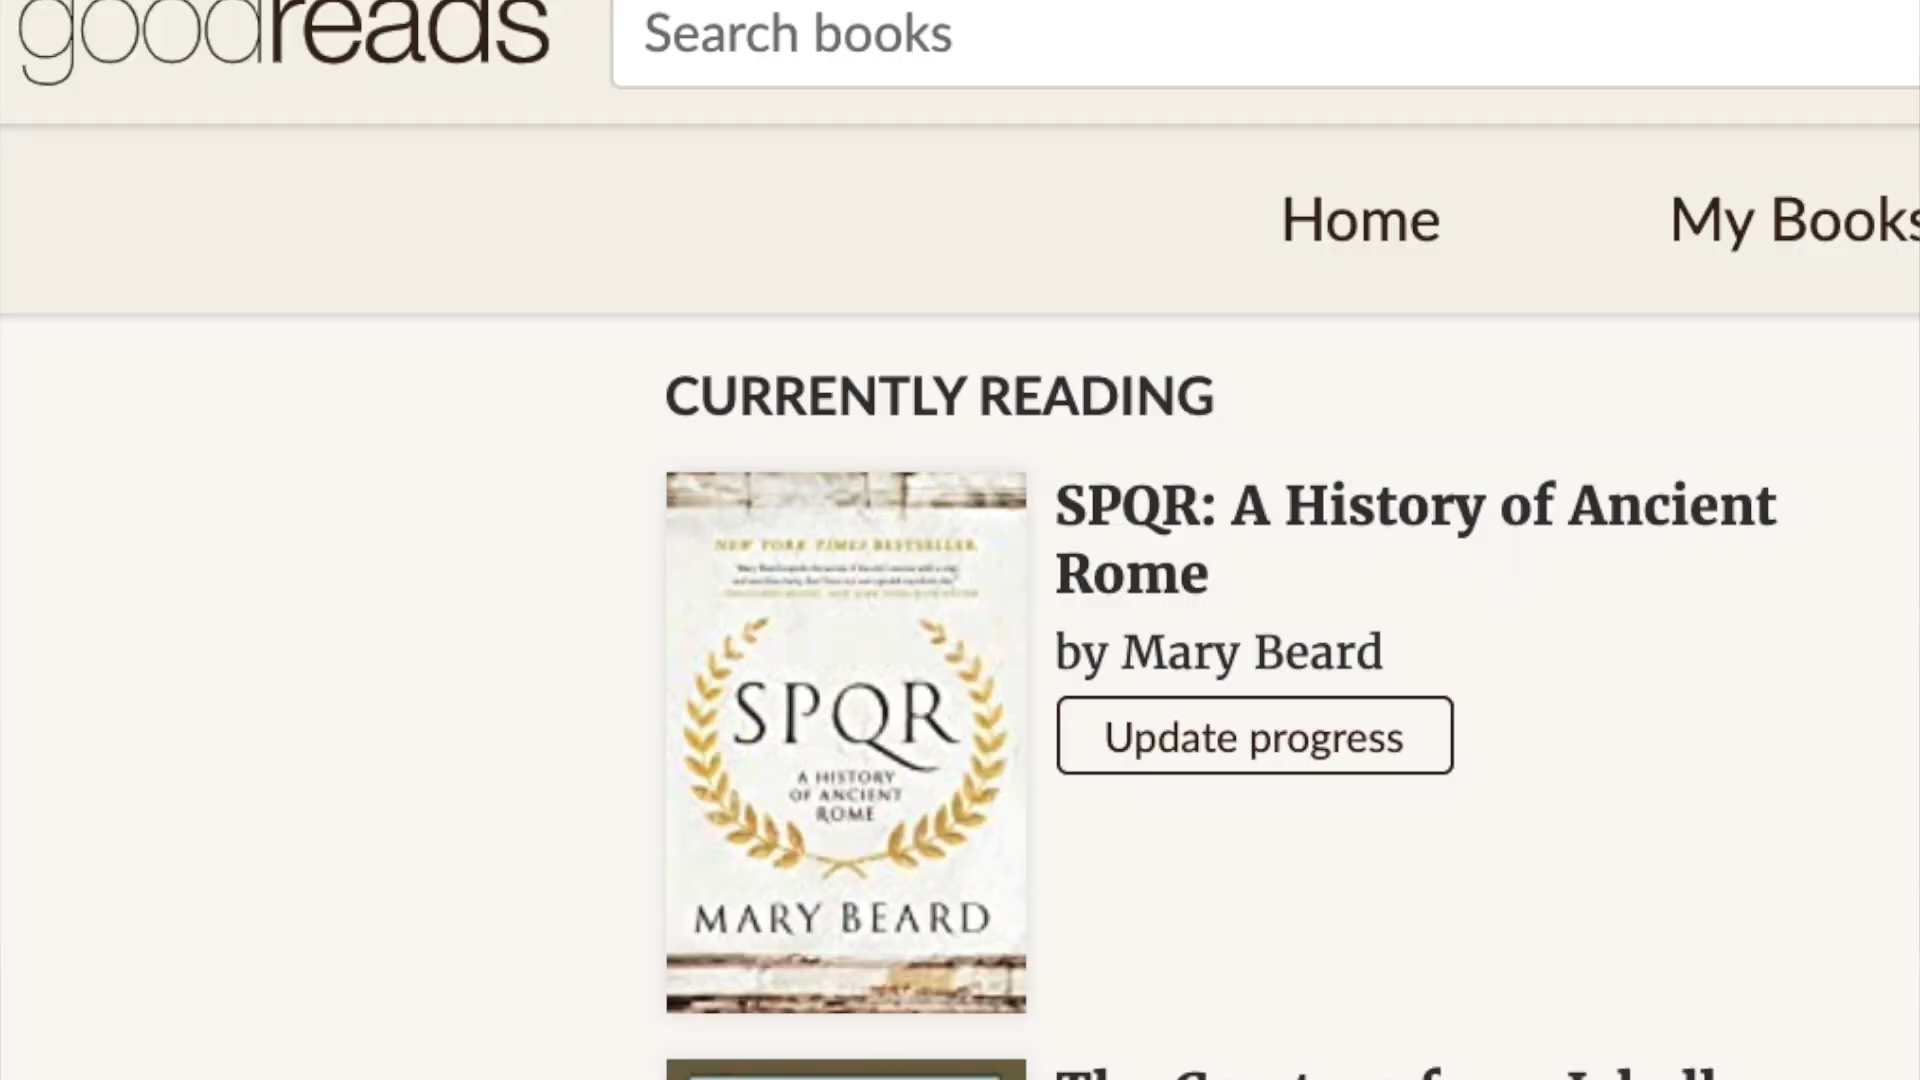 goodreads
Search books
Home
My Books
CURRENTLY READING
NEW YORK TIMES BESTSELLER
SPQR
A HISTORY
OF ANCIENT
ROME
MARY BEARD
SPQR: A History of Ancient
Rome
by Mary Beard
Update progress